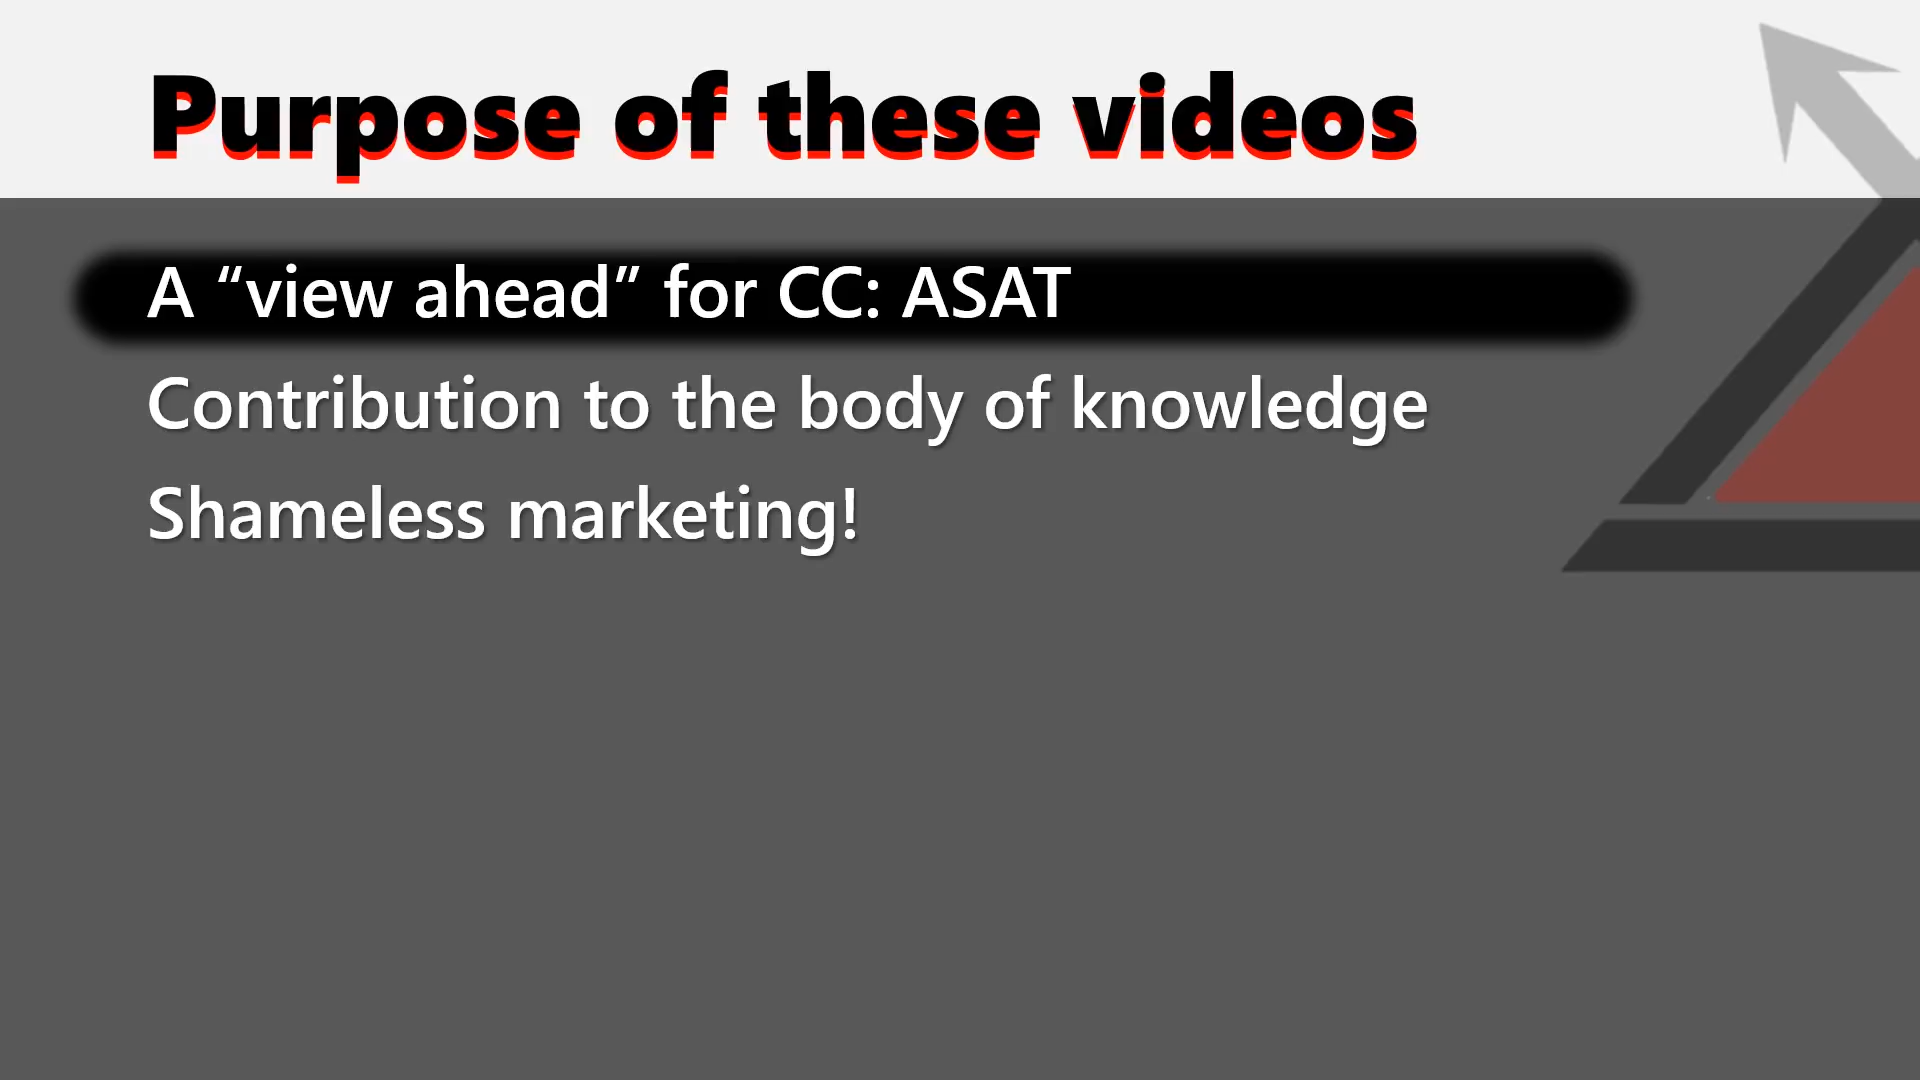 Purpose of these videos
A “view ahead” for CC: ASAT
Contribution to the body of knowledge
Shameless marketing!